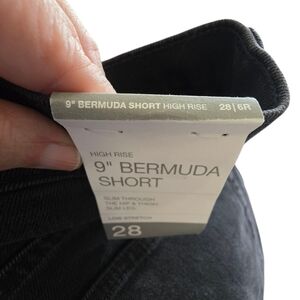 9" BERMUDA SHORT HIGH RISE 28|6R
HIGH RISE
9" BERMUDA
SHORT
SLIM THROUGH
THE HIP & THIGH
SLIM LEG
LOW STRETCH
28